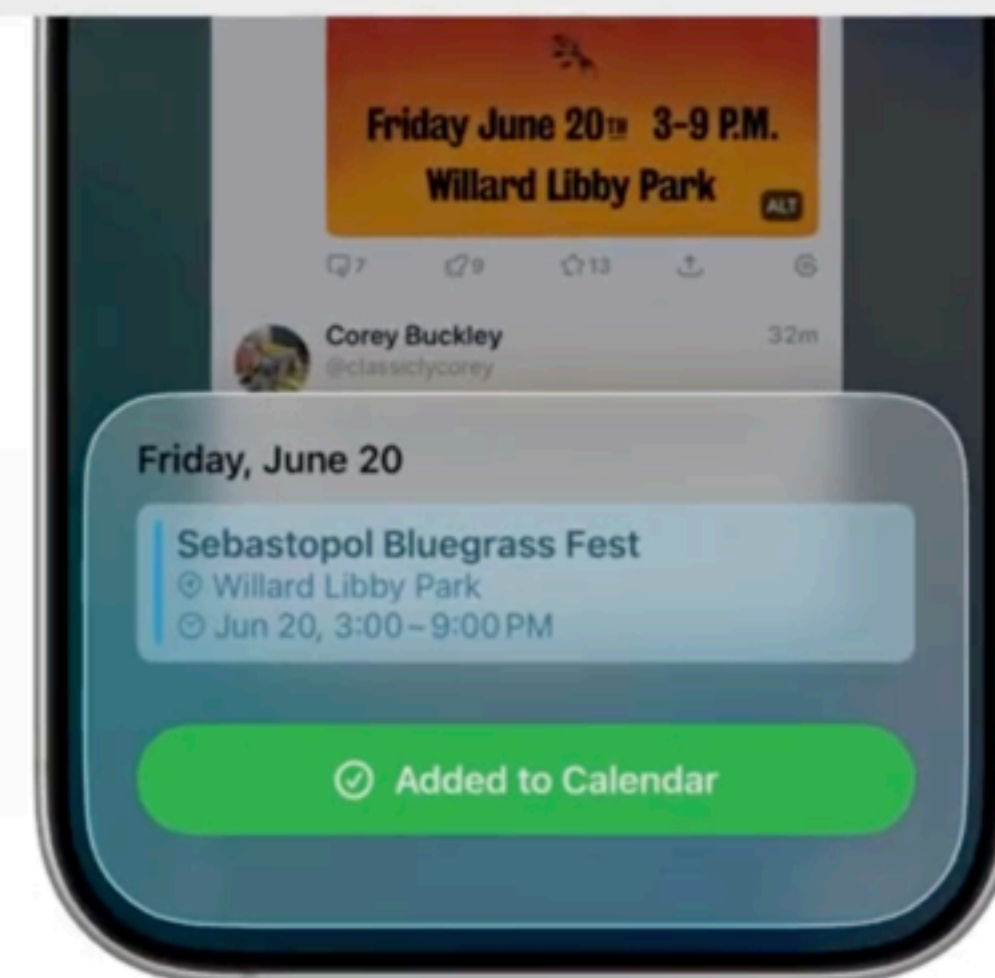 Friday June 20TH 3-9 P.M.
Willard Libby Park
ALT
7 9 13
Corey Buckley 32m
@classiclycorey
Friday, June 20
Sebastopol Bluegrass Fest
Willard Libby Park
Jun 20, 3:00–9:00 PM
Added to Calendar